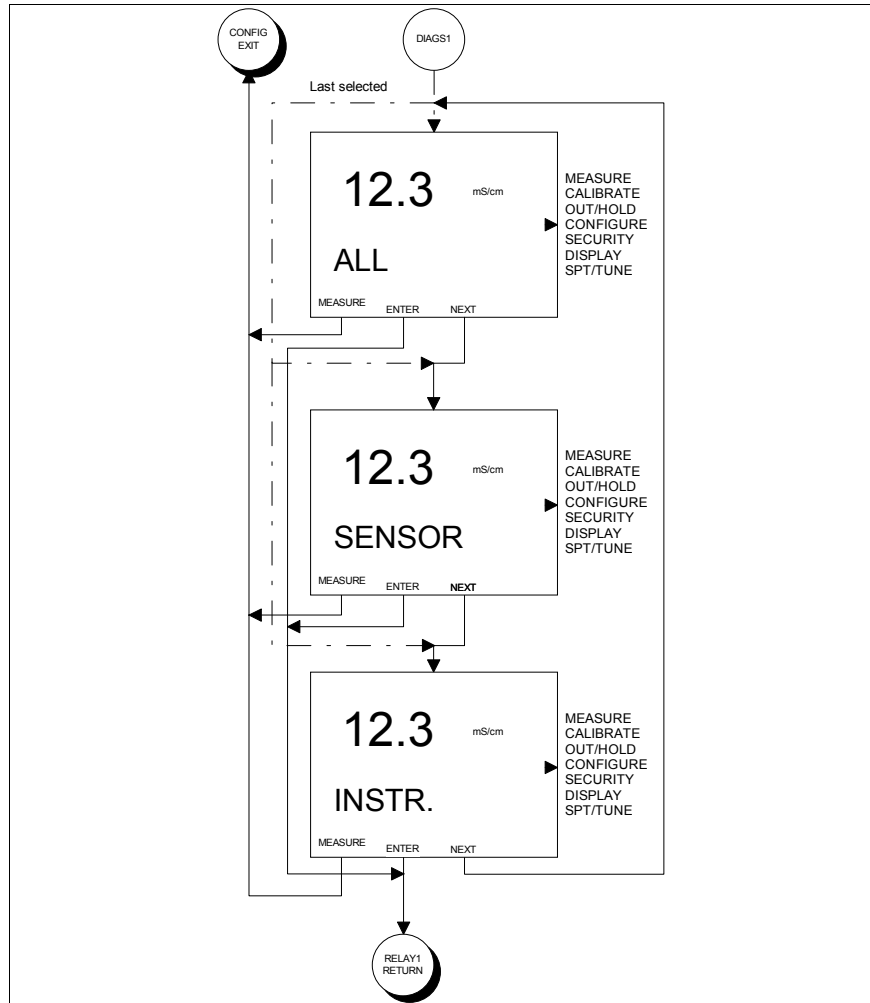 CONFIG
EXIT
DIAGS1
Last selected
12.3 mS/cm
ALL
MEASURE ENTER NEXT
MEASURE
CALIBRATE
OUT/HOLD
CONFIGURE
SECURITY
DISPLAY
SPT/TUNE
12.3 mS/cm
SENSOR
MEASURE ENTER NEXT
MEASURE
CALIBRATE
OUT/HOLD
CONFIGURE
SECURITY
DISPLAY
SPT/TUNE
12.3 mS/cm
INSTR.
MEASURE ENTER NEXT
MEASURE
CALIBRATE
OUT/HOLD
CONFIGURE
SECURITY
DISPLAY
SPT/TUNE
RELAY1
RETURN